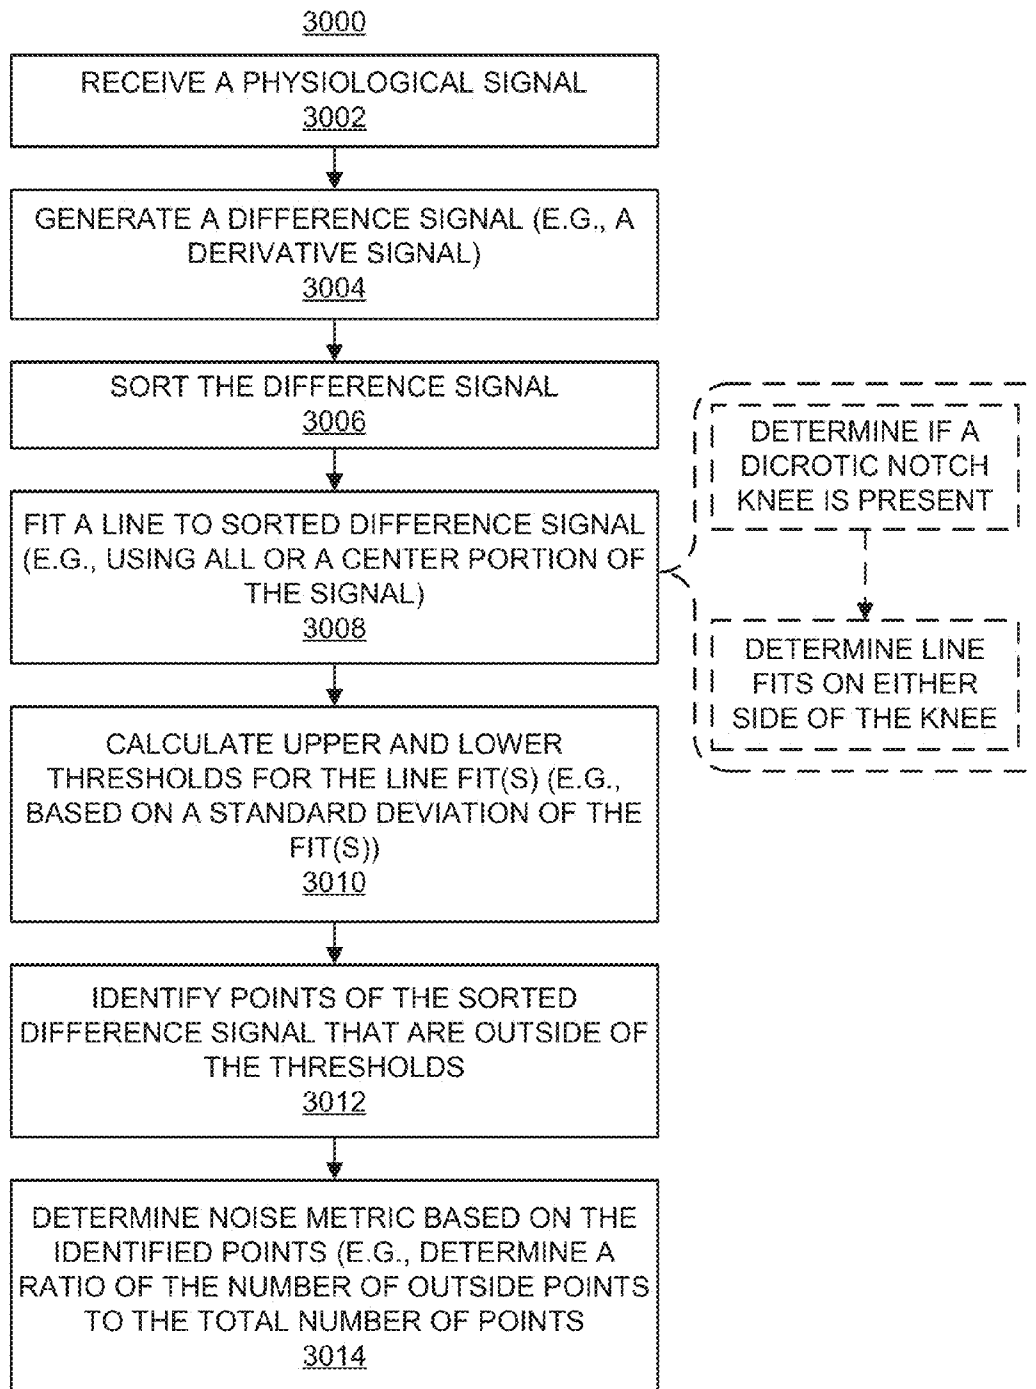 3000
RECEIVE A PHYSIOLOGICAL SIGNAL
3002
GENERATE A DIFFERENCE SIGNAL (E.G., A
DERIVATIVE SIGNAL)
3004
SORT THE DIFFERENCE SIGNAL
3006
FIT A LINE TO SORTED DIFFERENCE SIGNAL
(E.G., USING ALL OR A CENTER PORTION OF
THE SIGNAL)
3008
DETERMINE IF A
DICROTIC NOTCH
KNEE IS PRESENT
DETERMINE LINE
FITS ON EITHER
SIDE OF THE KNEE
CALCULATE UPPER AND LOWER
THRESHOLDS FOR THE LINE FIT(S) (E.G.,
BASED ON A STANDARD DEVIATION OF THE
FIT(S))
3010
IDENTIFY POINTS OF THE SORTED
DIFFERENCE SIGNAL THAT ARE OUTSIDE OF
THE THRESHOLDS
3012
DETERMINE NOISE METRIC BASED ON THE
IDENTIFIED POINTS (E.G., DETERMINE A
RATIO OF THE NUMBER OF OUTSIDE POINTS
TO THE TOTAL NUMBER OF POINTS
3014